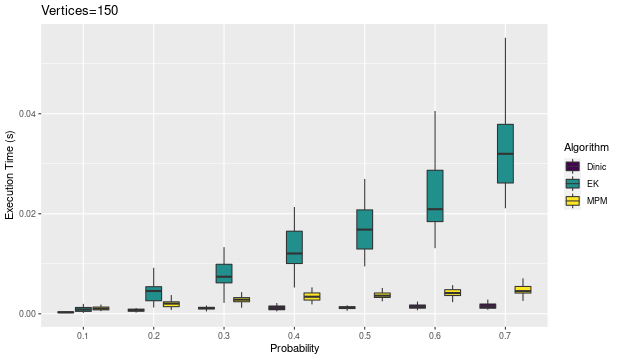 Vertices=150
Execution Time (s)
0.04
0.02
0.00
0.1 0.2 0.3 0.4 0.5 0.6 0.7
Probability
Algorithm
Dinic
EK
MPM